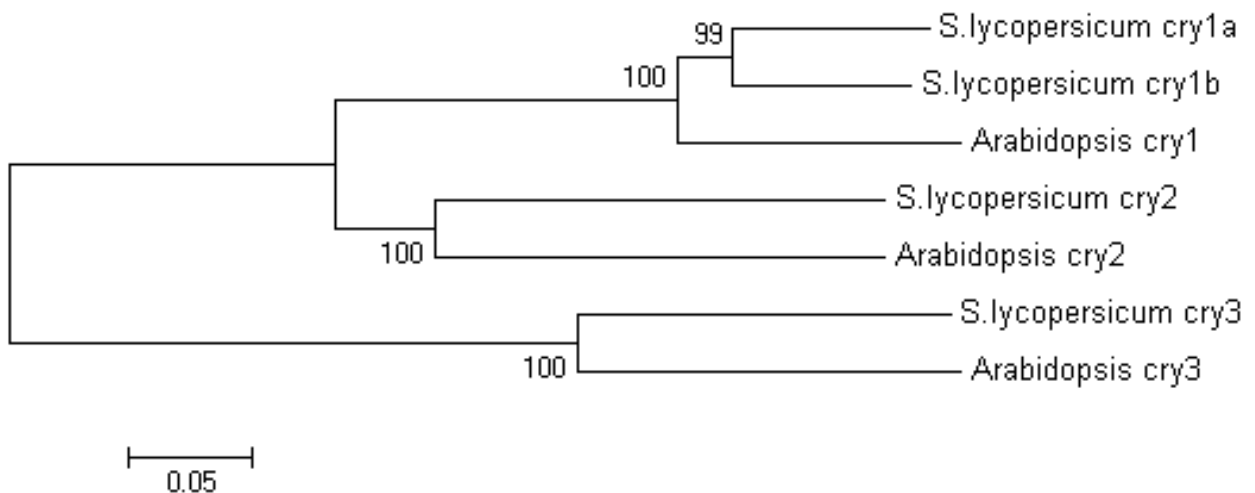 99
S.lycopersicum cry1a
100
S.lycopersicum cry1b
Arabidopsis cry1
S.lycopersicum cry2
100
Arabidopsis cry2
S.lycopersicum cry3
100
Arabidopsis cry3
0.05